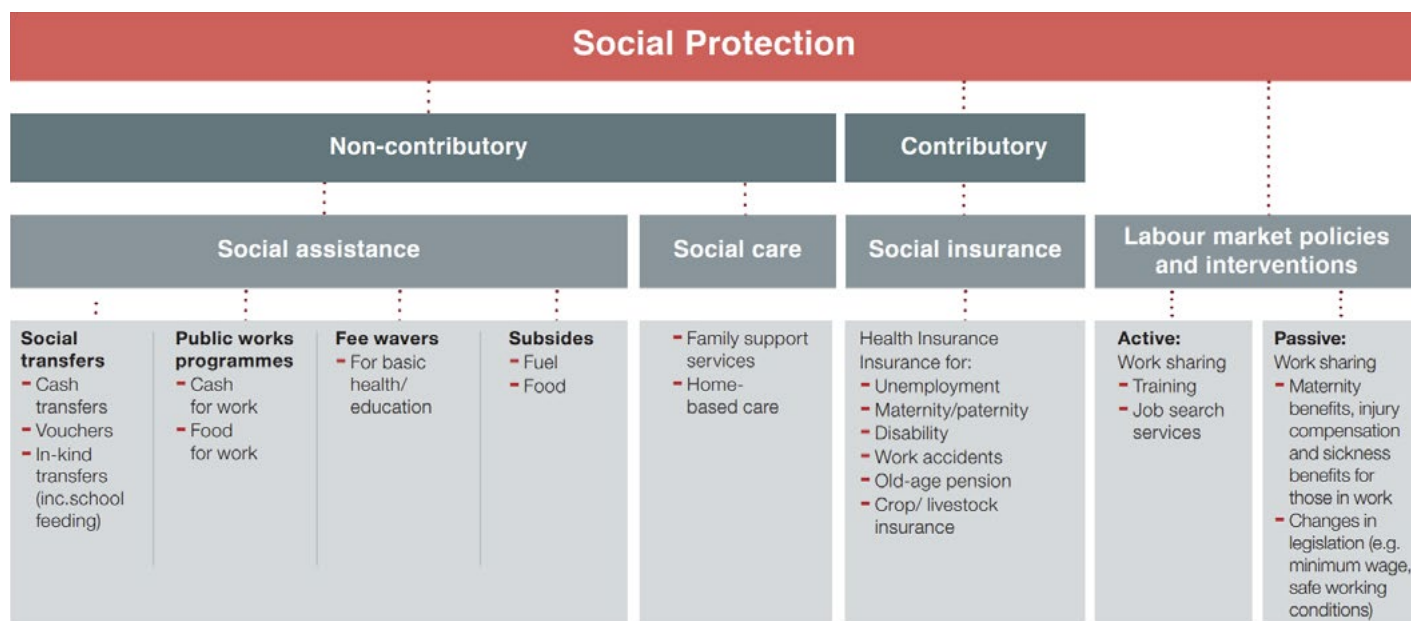 Social Protection
Non-contributory
Contributory
Social assistance
Social care
Social insurance
Labour market policies
and interventions
Social
transfers
- Cash
transfers
- Vouchers
- In-kind
transfers
(inc.school
feeding)
Public works
programmes
- Cash
for work
- Food
for work
Fee wavers
- For basic
health/
education
Subsides
- Fuel
- Food
- Family support
services
- Home-
based care
Health Insurance
Insurance for:
- Unemployment
- Maternity/paternity
- Disability
- Work accidents
- Old-age pension
- Crop/ livestock
insurance
Active:
Work sharing
- Training
- Job search
services
Passive:
Work sharing
- Maternity
benefits, injury
compensation
and sickness
benefits for
those in work
- Changes in
legislation (e.g.
minimum wage,
safe working
conditions)